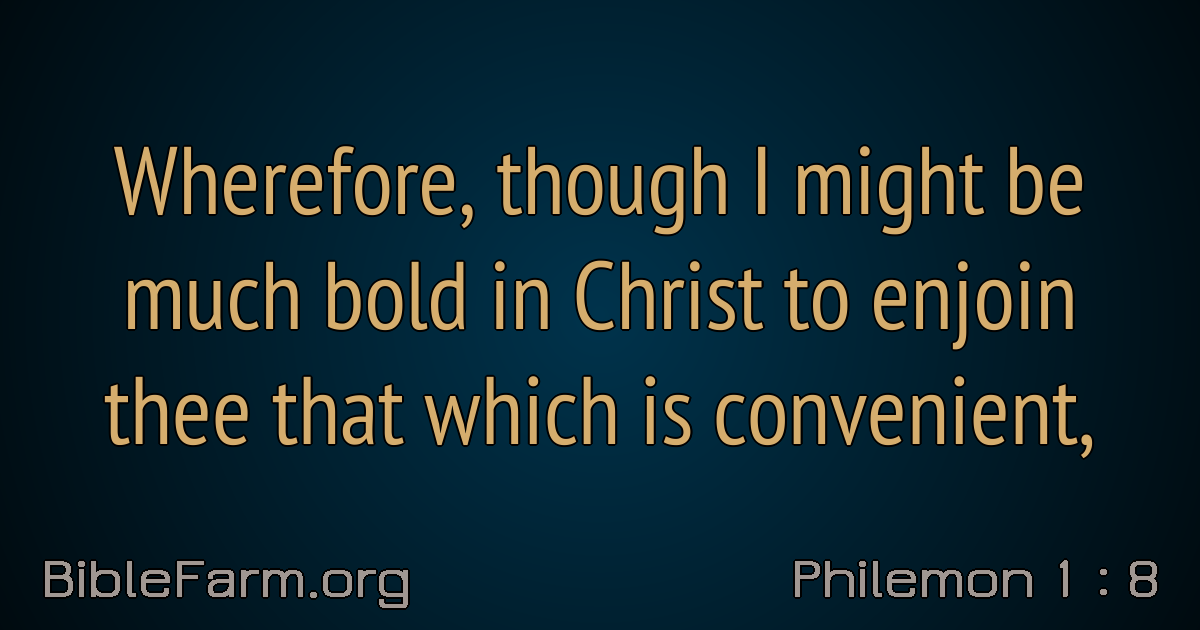 Wherefore, though I might be
much bold in Christ to enjoin
thee that which is convenient,
BibleFarm.org
Philemon 1 : 8